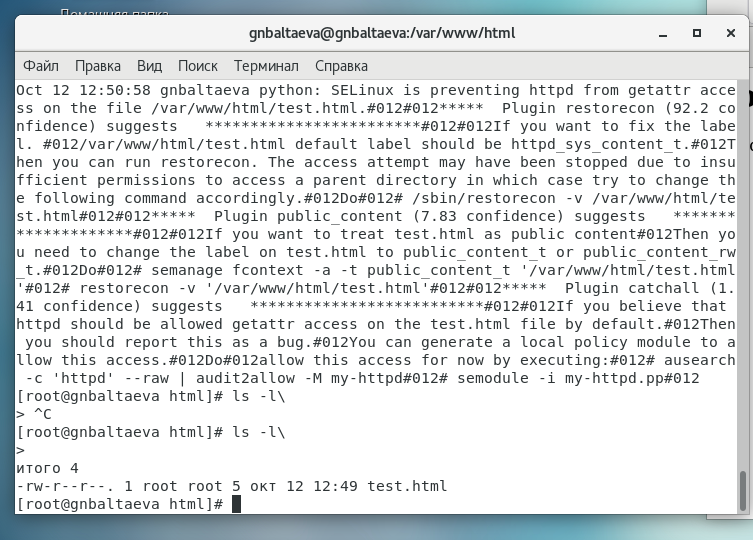 Домашняя папка
gnbaltaeva@gnbaltaeva:/var/www/html
Файл Правка Вид Поиск Терминал Справка
Oct 12 12:50:58 gnbaltaeva python: SELinux is preventing httpd from getattr acce
ss on the file /var/www/html/test.html.#012#012***** Plugin restorecon (92.2 co
nfidence) suggests ************************#012#012If you want to fix the labe
l. #012/var/www/html/test.html default label should be httpd_sys_content_t.#012T
hen you can run restorecon. The access attempt may have been stopped due to insu
fficient permissions to access a parent directory in which case try to change th
e following command accordingly.#012Do#012# /sbin/restorecon -v /var/www/html/te
st.html#012#012***** Plugin public_content (7.83 confidence) suggests *******
*****************#012#012If you want to treat test.html as public content#012Then yo
u need to change the label on test.html to public_content_t or public_content_rw
_t.#012Do#012# semanage fcontext -a -t public_content_t '/var/www/html/test.html
'#012# restorecon -v '/var/www/html/test.html'#012#012***** Plugin catchall (1.
41 confidence) suggests **************************#012#012If you believe that
httpd should be allowed getattr access on the test.html file by default.#012Then
you should report this as a bug.#012You can generate a local policy module to a
llow this access.#012Do#012allow this access for now by executing:#012# ausearch
-c 'httpd' --raw | audit2allow -M my-httpd#012# semodule -i my-httpd.pp#012
[root@gnbaltaeva html]# ls -l\
> ^C
[root@gnbaltaeva html]# ls -l\
>
итого 4
-rw-r--r--. 1 root root 5 окт 12 12:49 test.html
[root@gnbaltaeva html]#